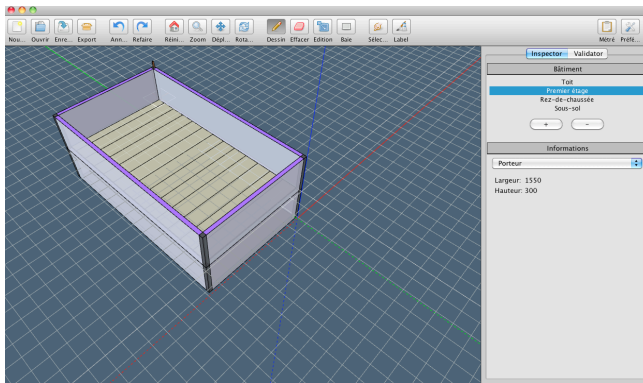 Nou... Ouvrir Enre... Export Ann... Refaire Réini... Zoom Dépl... Rota... Dessin Effacer Edition Baie Sélec... Label Métré Préfé...
Inspector Validator
Bâtiment
Toit
Premier étage
Rez-de-chaussée
Sous-sol
+ −
Informations
Porteur
Largeur: 1550
Hauteur: 300